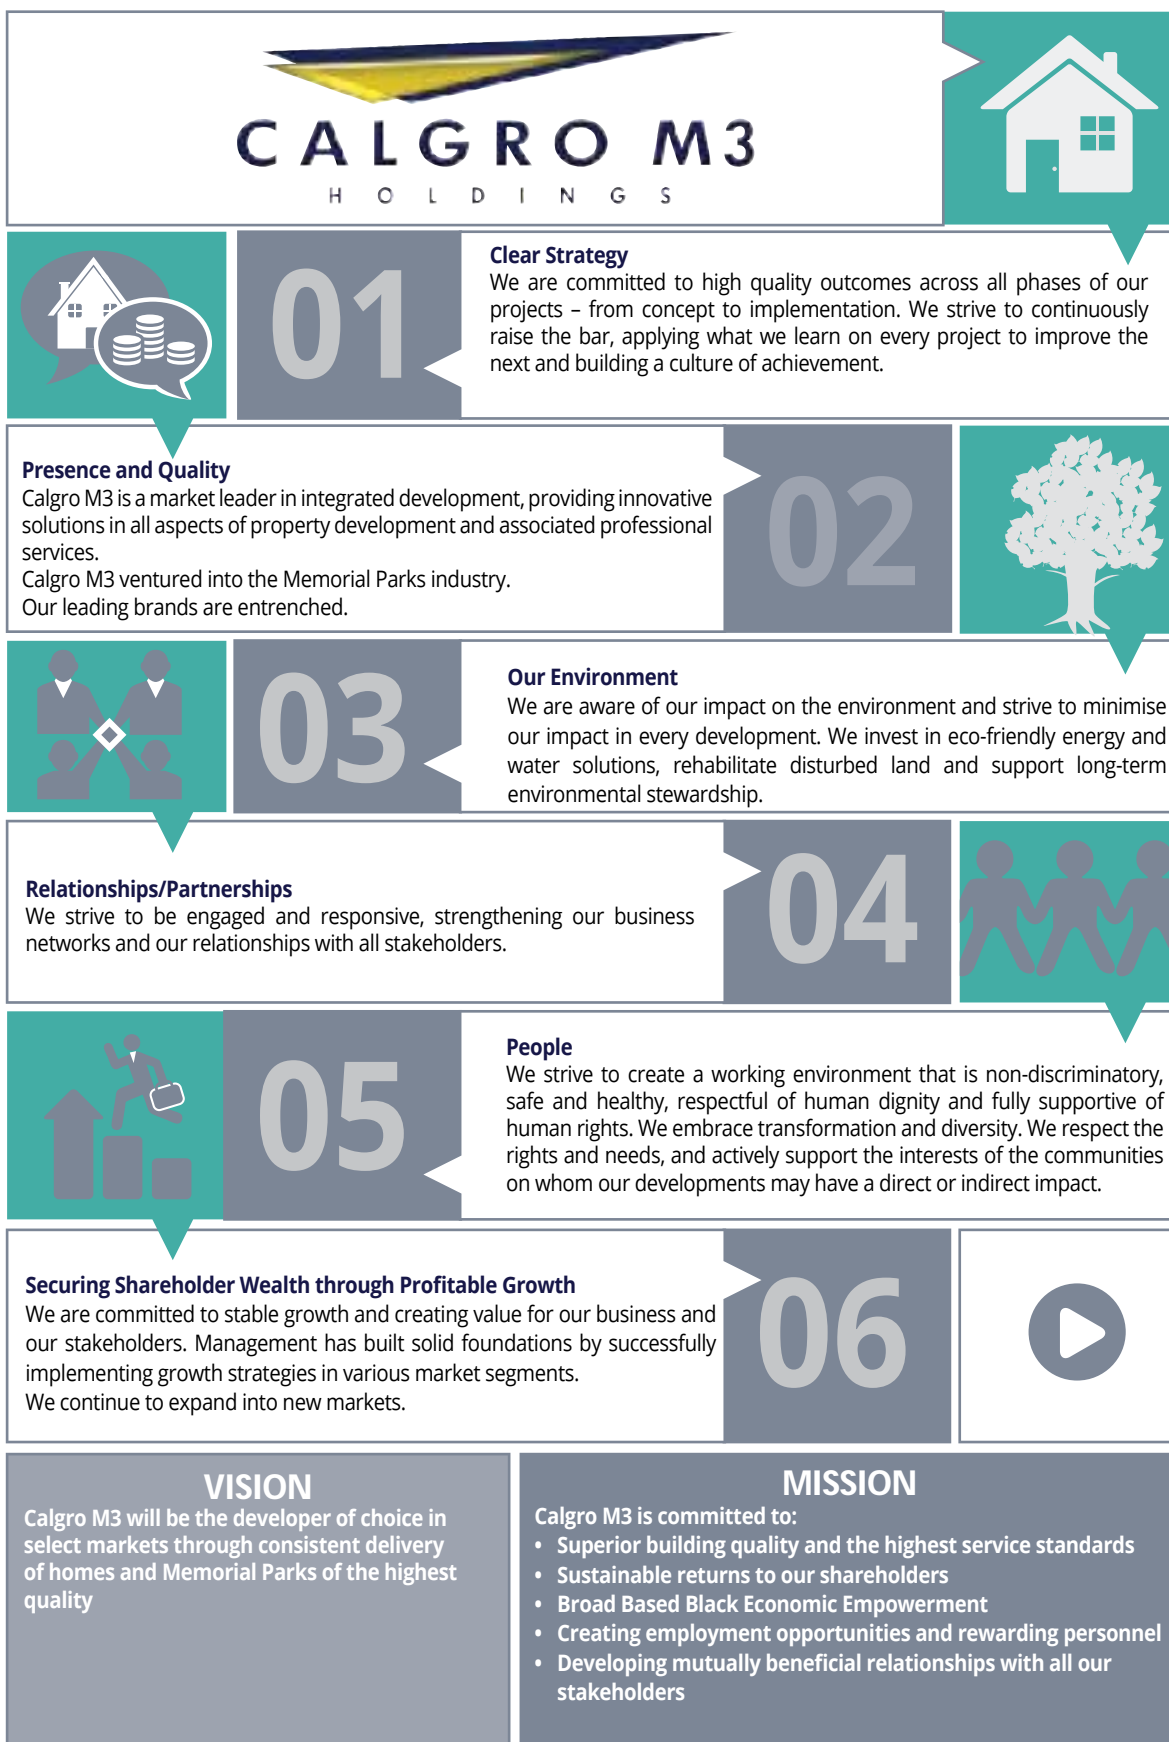 CALGRO M3
HOLDINGS
01
Clear Strategy
We are committed to high quality outcomes across all phases of our
projects – from concept to implementation. We strive to continuously
raise the bar, applying what we learn on every project to improve the
next and building a culture of achievement.
Presence and Quality
Calgro M3 is a market leader in integrated development, providing innovative
solutions in all aspects of property development and associated professional
services.
Calgro M3 ventured into the Memorial Parks industry.
Our leading brands are entrenched.
02
03
Our Environment
We are aware of our impact on the environment and strive to minimise
our impact in every development. We invest in eco-friendly energy and
water solutions, rehabilitate disturbed land and support long-term
environmental stewardship.
Relationships/Partnerships
We strive to be engaged and responsive, strengthening our business
networks and our relationships with all stakeholders.
04
05
People
We strive to create a working environment that is non-discriminatory,
safe and healthy, respectful of human dignity and fully supportive of
human rights. We embrace transformation and diversity. We respect the
rights and needs, and actively support the interests of the communities
on whom our developments may have a direct or indirect impact.
Securing Shareholder Wealth through Profitable Growth
We are committed to stable growth and creating value for our business and
our stakeholders. Management has built solid foundations by successfully
implementing growth strategies in various market segments.
We continue to expand into new markets.
06
VISION
Calgro M3 will be the developer of choice in
select markets through consistent delivery
of homes and Memorial Parks of the highest
quality
MISSION
Calgro M3 is committed to:
• Superior building quality and the highest service standards
• Sustainable returns to our shareholders
• Broad Based Black Economic Empowerment
• Creating employment opportunities and rewarding personnel
• Developing mutually beneficial relationships with all our
stakeholders